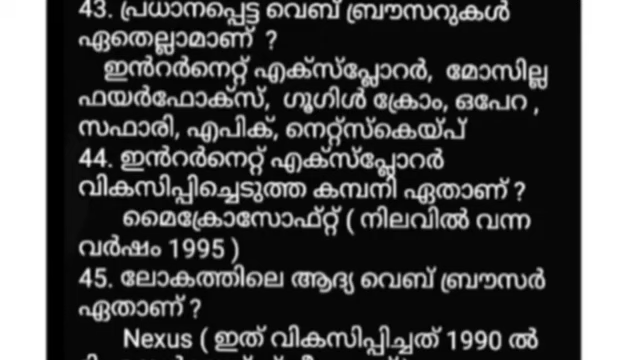 43. പ്രധാനപ്പെട്ട വെബ് ബ്രൗസറുകൾ
ഏതെല്ലാമാണ് ?
ഇൻറർനെറ്റ് എക്സ്പ്ലോറർ, മോസില്ല
ഫയർഫോക്സ്, ഗൂഗിൾ ക്രോം, ഒപേറ ,
സഫാരി, എപിക്, നെറ്റ്സ്കെയ്പ്
44. ഇൻറർനെറ്റ് എക്സ്പ്ലോറർ
വികസിപ്പിച്ചെടുത്ത കമ്പനി ഏതാണ് ?
മൈക്രോസോഫ്റ്റ് ( നിലവിൽ വന്ന
വർഷം 1995 )
45. ലോകത്തിലെ ആദ്യ വെബ് ബ്രൗസർ
ഏതാണ് ?
Nexus ( ഇത് വികസിപ്പിച്ചത് 1990 ൽ